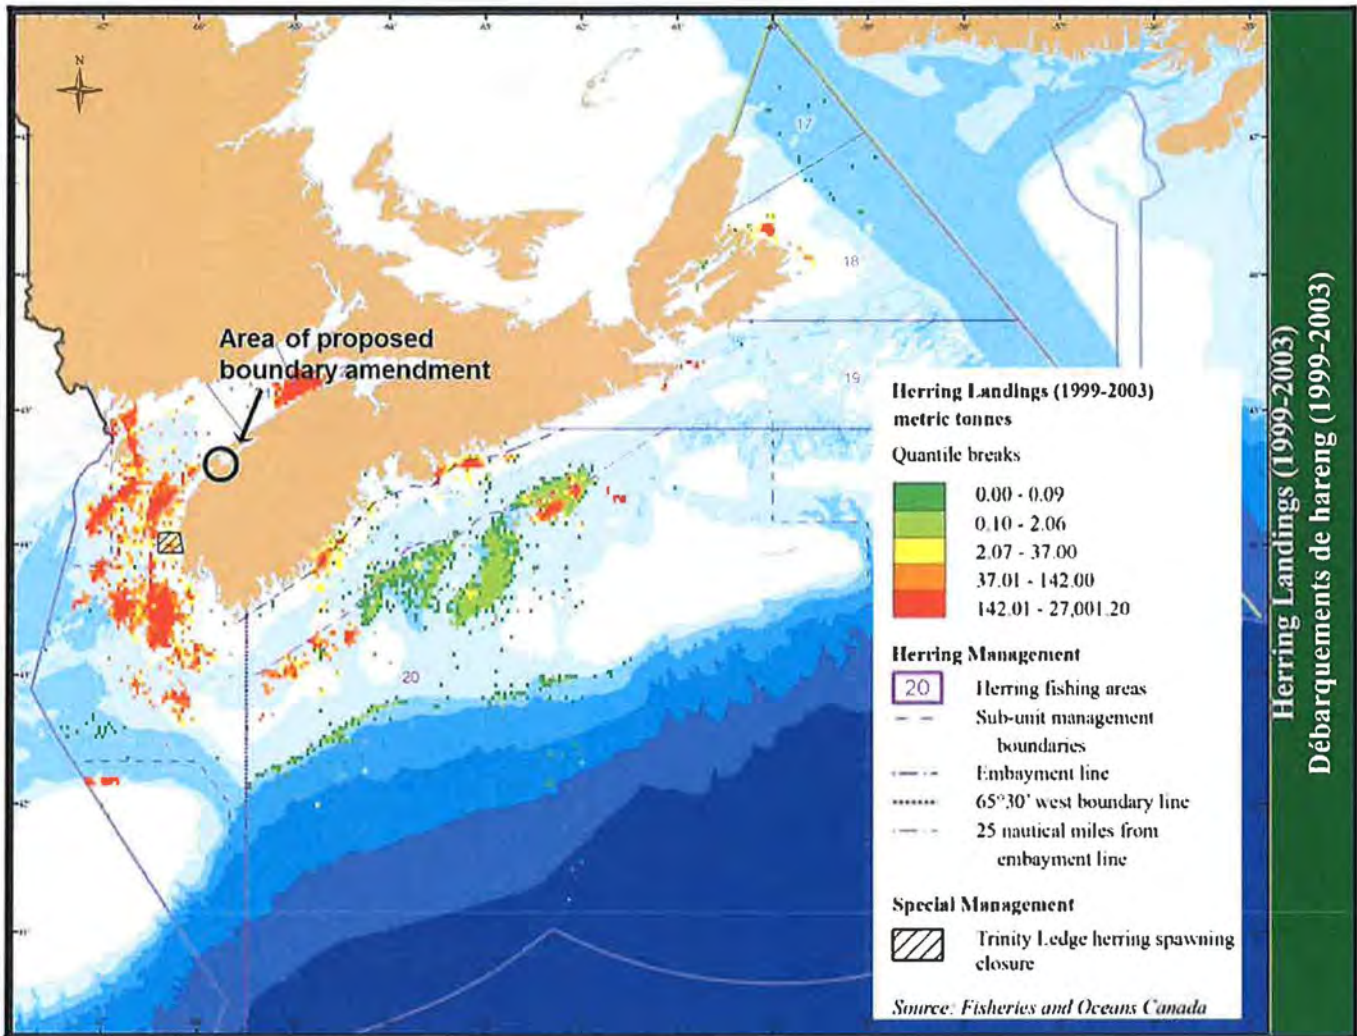 N
17
18
Area of proposed
boundary amendment
19
20
Herring Landings (1999-2003)
metric tonnes
Quantile breaks
0.00 - 0.09
0.10 - 2.06
2.07 - 37.00
37.01 - 142.00
142.01 - 27,001.20
Herring Management
20 Herring fishing areas
Sub-unit management
boundaries
Embayment line
65°30' west boundary line
25 nautical miles from
embayment line
Special Management
Trinity Ledge herring spawning
closure
Source: Fisheries and Oceans Canada
Herring Landings (1999-2003)
Débarquements de hareng (1999-2003)